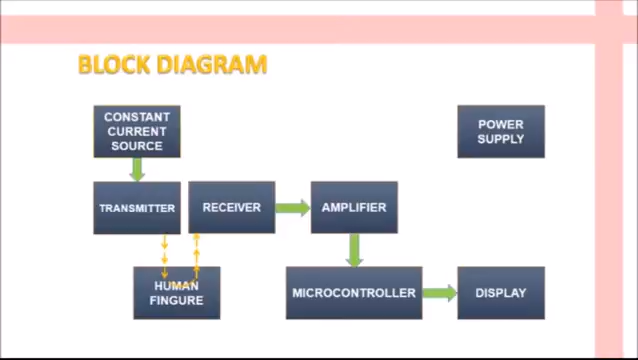 BLOCK DIAGRAM
CONSTANT
CURRENT
SOURCE
POWER
SUPPLY
TRANSMITTER
RECEIVER
AMPLIFIER
HUMAN
FINGURE
MICROCONTROLLER
DISPLAY